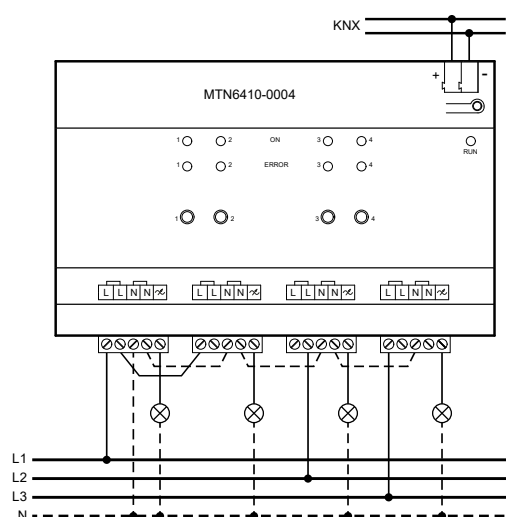 KNX
+ -
MTN6410-0004
1 2 ON 3 4
RUN
1 2 ERROR 3 4
1 2 3 4
L L N N L L N N L L N N L L N N
L1
L2
L3
N